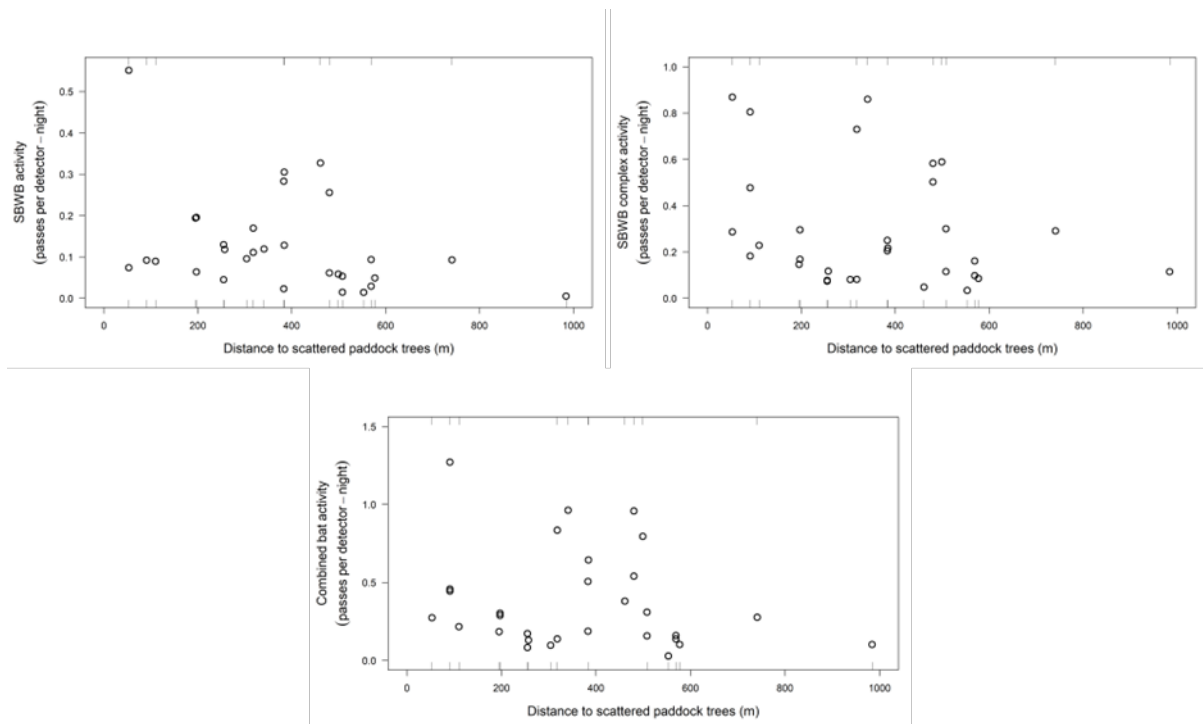 SBWB activity
(passes per detector – night)
0.5
0.4
0.3
0.2
0.1
0.0
0 200 400 600 800 1000
Distance to scattered paddock trees (m)
SBWB complex activity
(passes per detector – night)
1.0
0.8
0.6
0.4
0.2
0.0
0 200 400 600 800 1000
Distance to scattered paddock trees (m)
Combined bat activity
(passes per detector – night)
1.5
1.0
0.5
0.0
0 200 400 600 800 1000
Distance to scattered paddock trees (m)